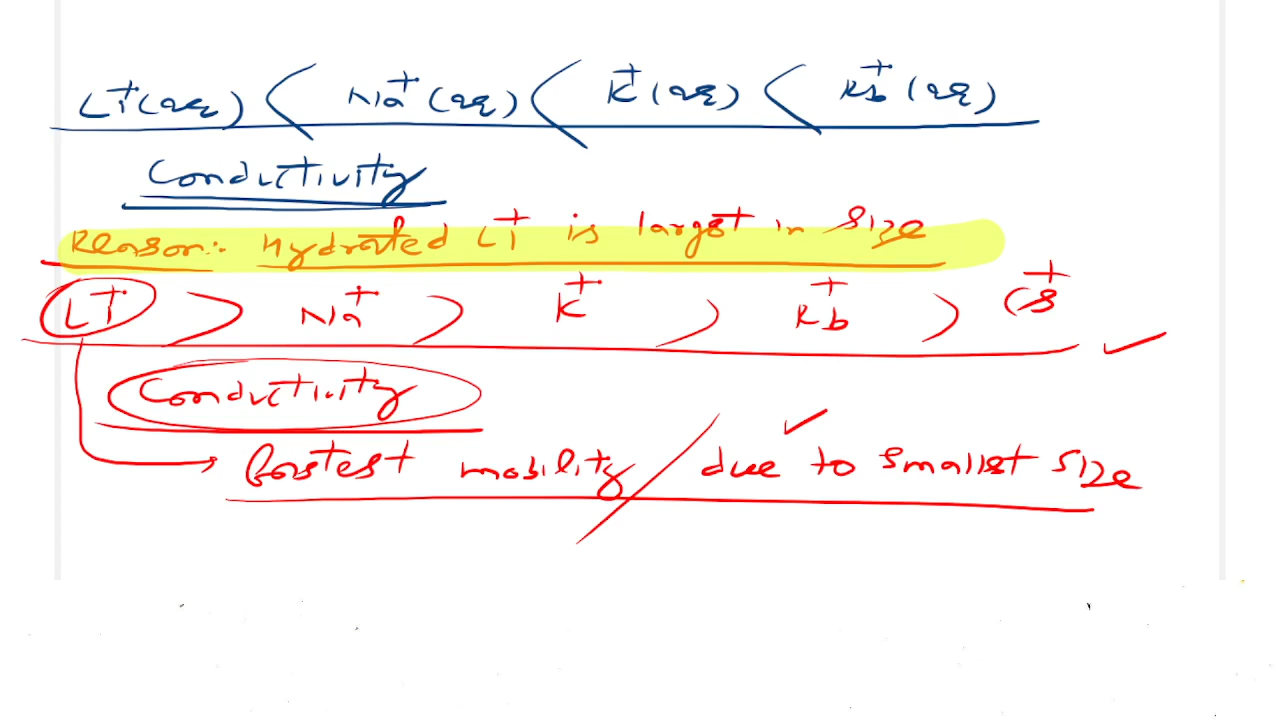 Li⁺(aq) < Na⁺(aq) < K⁺(aq) < Rb⁺(aq)
Conductivity
Reason:- Hydrated Li⁺ is largest in size
Li⁺ > Na⁺ > K⁺ > Rb⁺ > Cs⁺ ✓
Conductivity
→ fastest mobility / due to smallest size ✓